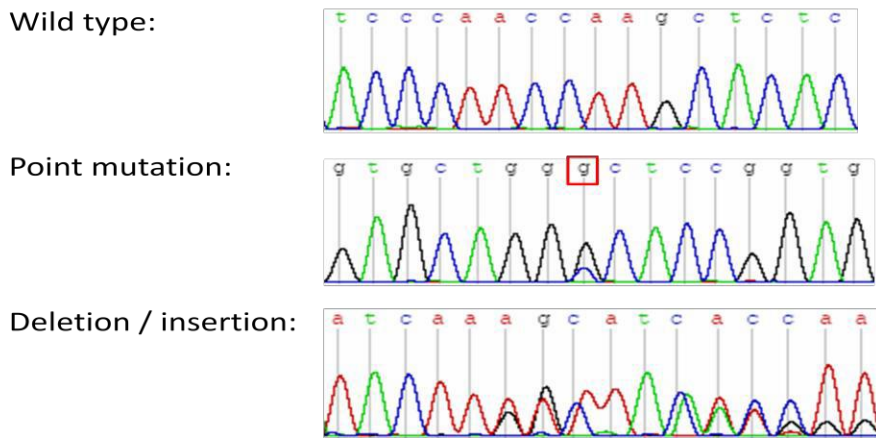 Wild type:
t c c c a a c c a a g c t c t c
Point mutation:
g t g c t g g g c t c c g g t g
Deletion / insertion:
a t c a a a g c a t c a c c a a